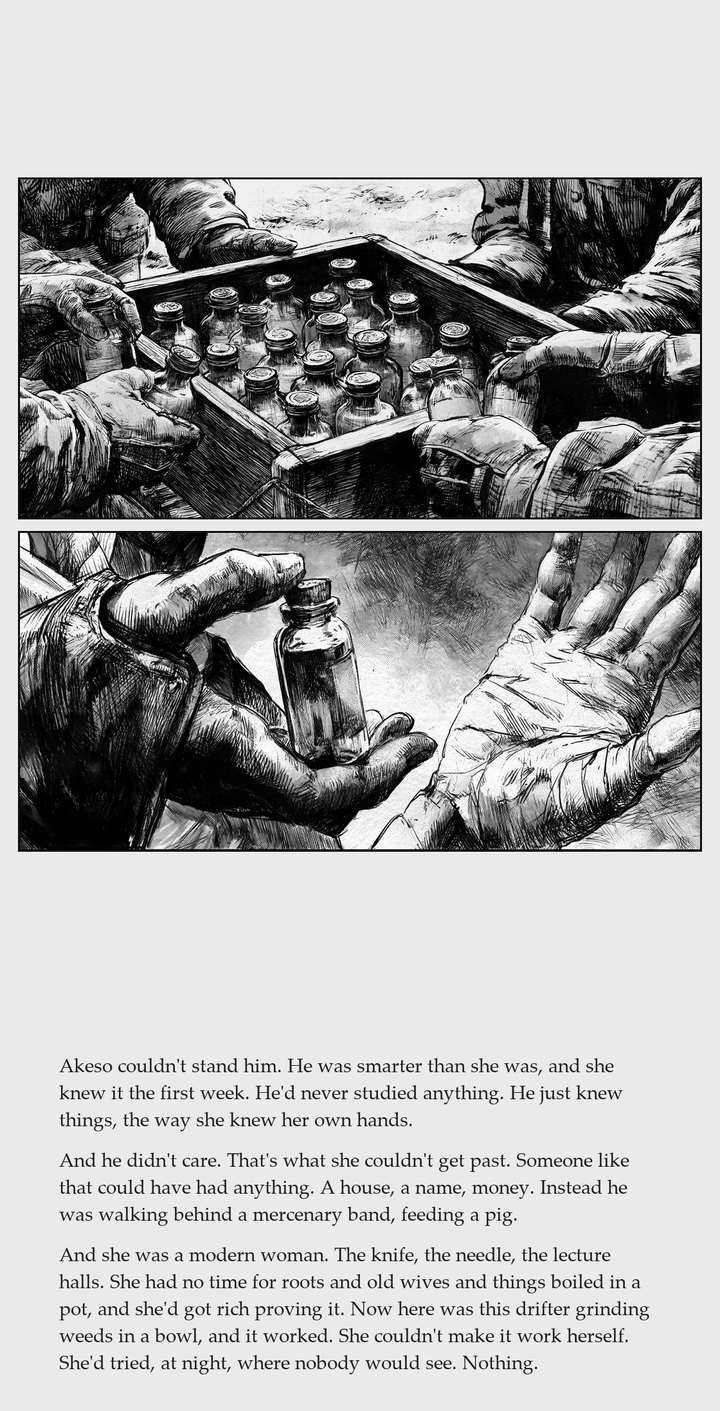 Akeso couldn't stand him. He was smarter than she was, and she
knew it the first week. He'd never studied anything. He just knew
things, the way she knew her own hands.
And he didn't care. That's what she couldn't get past. Someone like
that could have had anything. A house, a name, money. Instead he
was walking behind a mercenary band, feeding a pig.
And she was a modern woman. The knife, the needle, the lecture
halls. She had no time for roots and old wives and things boiled in a
pot, and she'd got rich proving it. Now here was this drifter grinding
weeds in a bowl, and it worked. She couldn't make it work herself.
She'd tried, at night, where nobody would see. Nothing.